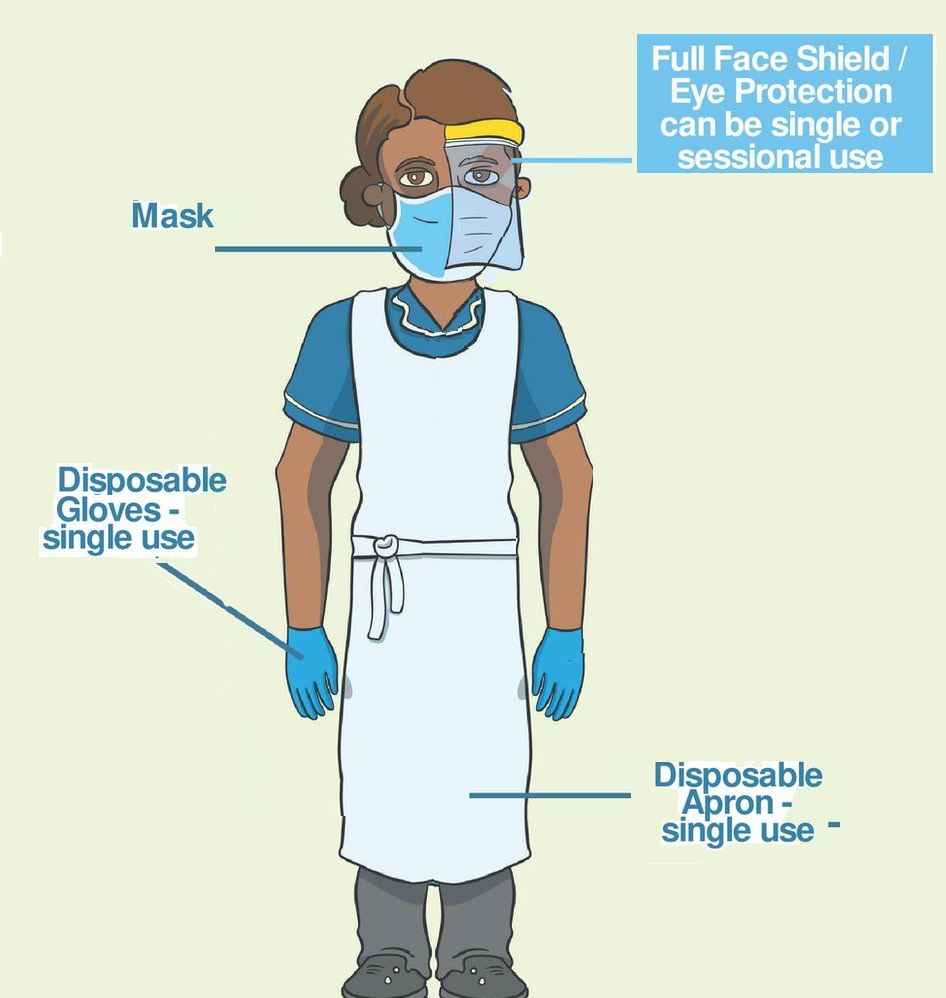 Full Face Shield /
Eye Protection
can be single or
sessional use
Mask
Disposable
Gloves -
single use
Disposable
Apron -
single use -